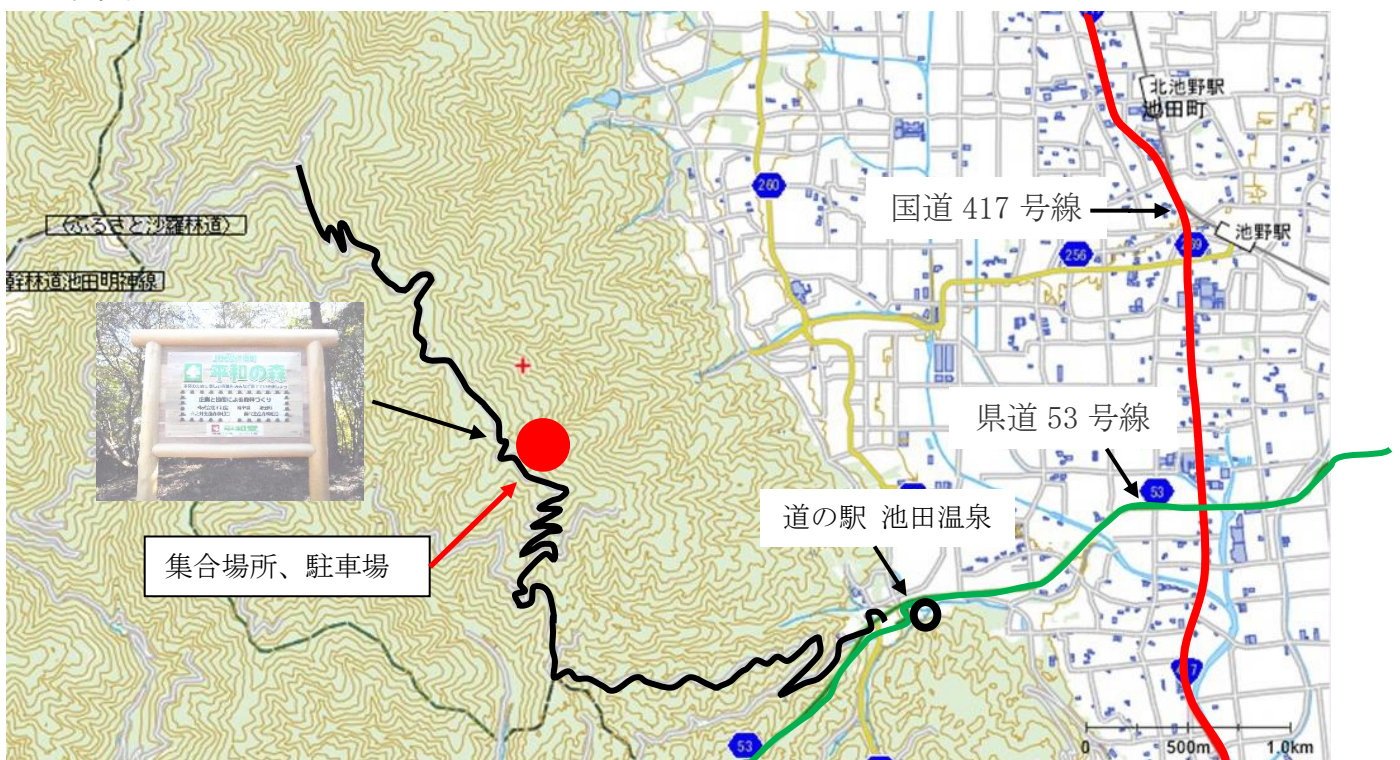 北池野駅
池田町
260
国道 417 号線
池野駅
〈ふるさと沙羅林道〉
256
幹林道池田明神線
平和の森
県道 53 号線
53
道の駅 池田温泉
集合場所、駐車場
53
0 500m 1.0km